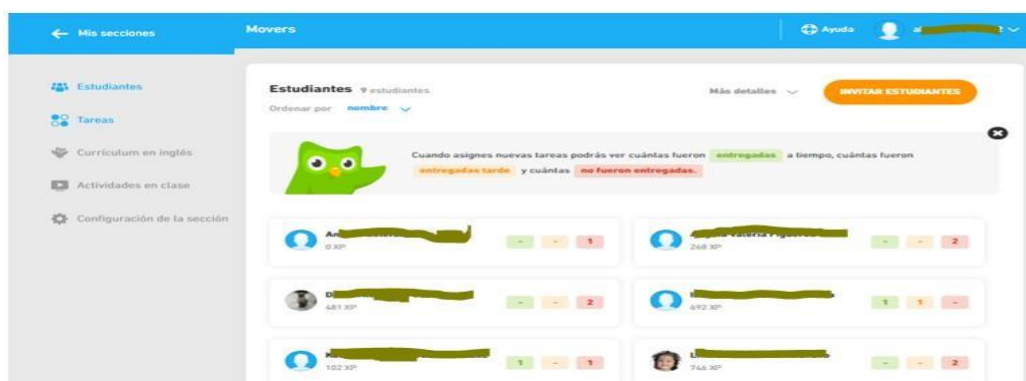 Mis secciones
Movers
Ayuda
Estudiantes
Tareas
Currículum en inglés
Actividades en clase
Configuración de la sección
Estudiantes 9 estudiantes
Ordenar por nombre
Más detalles
INVITAR ESTUDIANTES
Cuando asignes nuevas tareas podrás ver cuántas fueron entregadas a tiempo, cuántas fueron
entregadas tarde y cuántas no fueron entregadas.
0 XP
- - 1
268 XP
- - 2
481 XP
- - 2
692 XP
1 1 -
102 XP
1 - 1
746 XP
- - 2